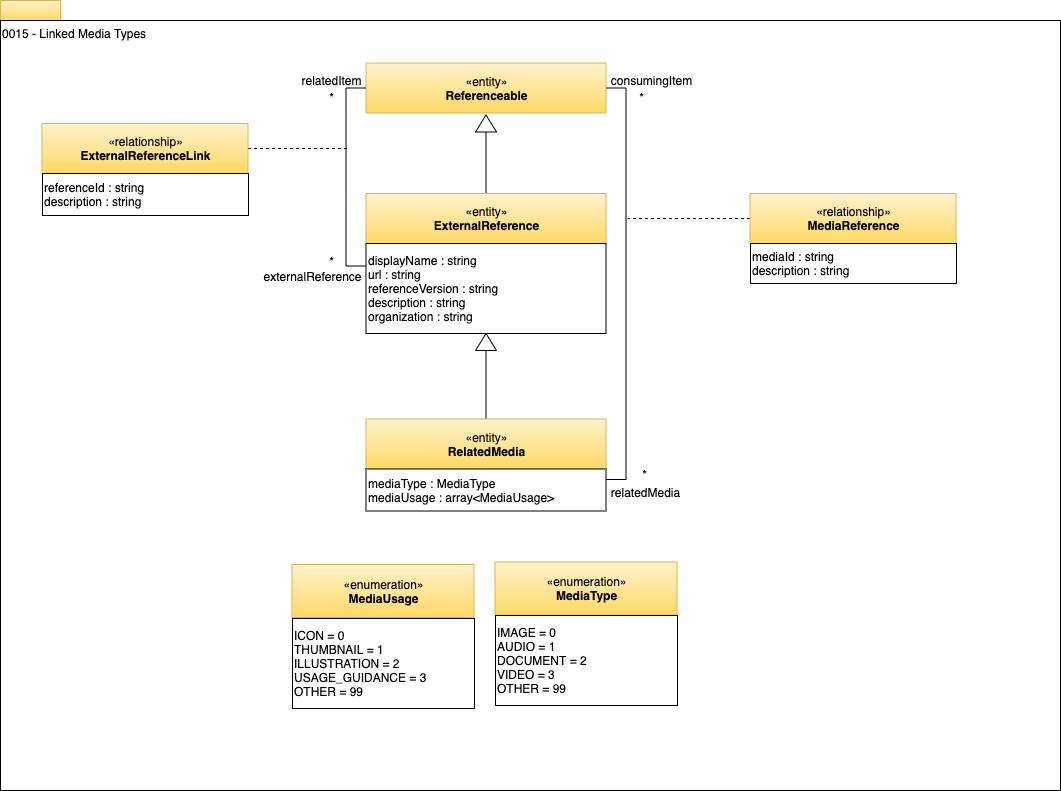 0015 - Linked Media Types
relatedItem
*
«entity»
Referenceable
consumingItem
*
«relationship»
ExternalReferenceLink
referenceId : string
description : string
«entity»
ExternalReference
displayName : string
url : string
referenceVersion : string
description : string
organization : string
*
externalReference
«relationship»
MediaReference
mediaId : string
description : string
«entity»
RelatedMedia
mediaType : MediaType
mediaUsage : array<MediaUsage>
*
relatedMedia
«enumeration»
MediaUsage
ICON = 0
THUMBNAIL = 1
ILLUSTRATION = 2
USAGE_GUIDANCE = 3
OTHER = 99
«enumeration»
MediaType
IMAGE = 0
AUDIO = 1
DOCUMENT = 2
VIDEO = 3
OTHER = 99